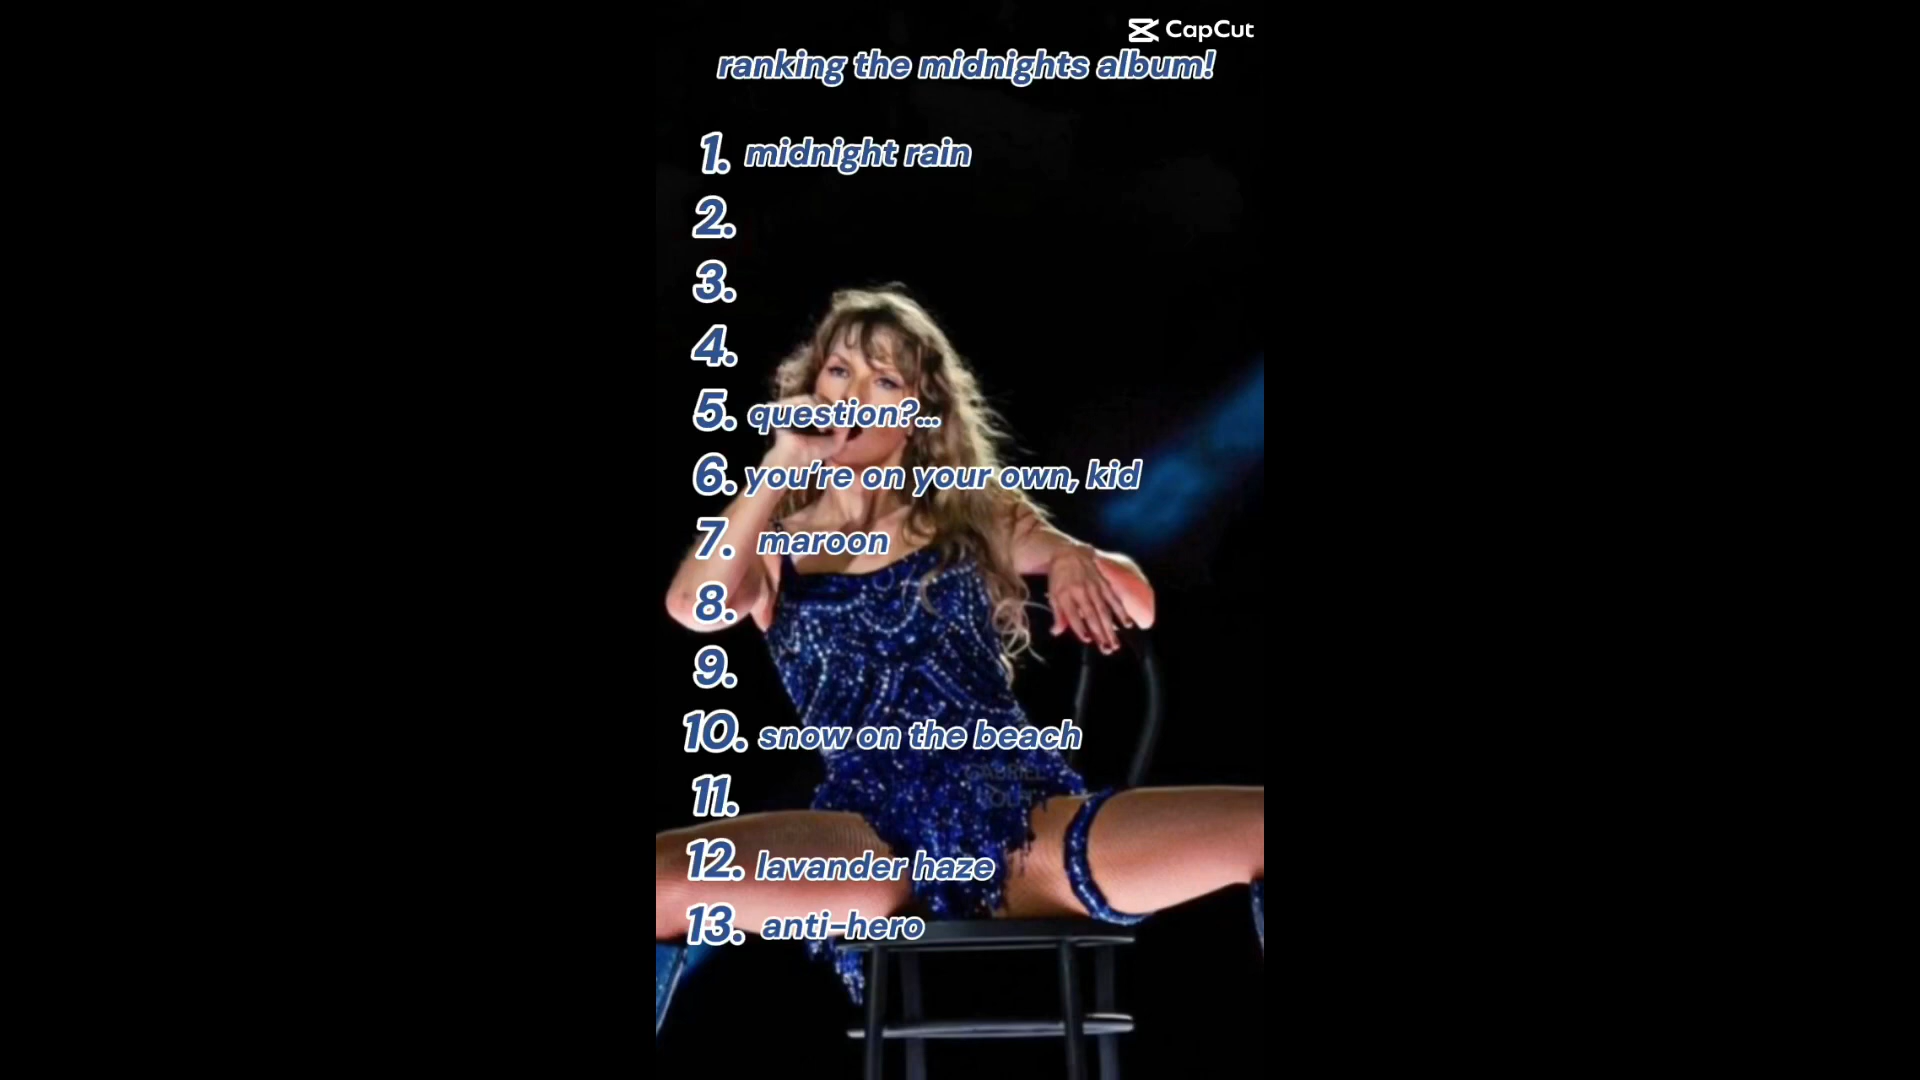 CapCut
ranking the midnights album!
1. midnight rain
2.
3.
4.
5. question?...
6. you're on your own, kid
7. maroon
8.
9.
10. snow on the beach
GABRIEL
11.
12. lavander haze
13. anti-hero